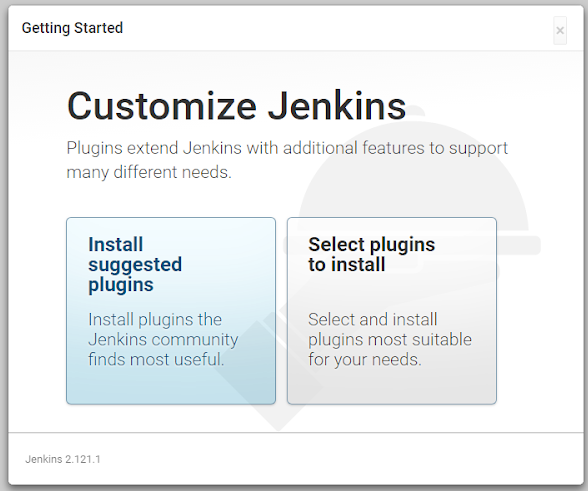 Getting Started
×
Customize Jenkins
Plugins extend Jenkins with additional features to support
many different needs.
Install
suggested
plugins
Install plugins the
Jenkins community
finds most useful.
Select plugins
to install
Select and install
plugins most suitable
for your needs.
Jenkins 2.121.1